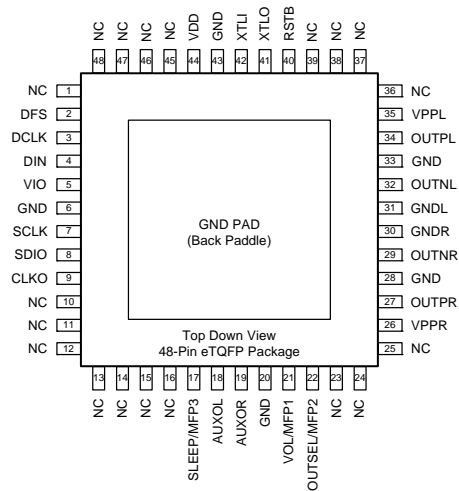 NC
NC
NC
NC
VDD
GND
XTLI
XTLO
RSTB
NC
NC
NC
48
47
46
45
44
43
42
41
40
39
38
37
NC 1
DFS 2
DCLK 3
DIN 4
VIO 5
GND 6
SCLK 7
SDIO 8
CLKO 9
NC 10
NC 11
NC 12
36 NC
35 VPPL
34 OUTPL
33 GND
32 OUTNL
31 GNDL
30 GNDR
29 OUTNR
28 GND
27 OUTPR
26 VPPR
25 NC
GND PAD
(Back Paddle)
Top Down View
48-Pin eTQFP Package
13
14
15
16
17
18
19
20
21
22
23
24
NC
NC
NC
NC
SLEEP/MFP3
AUXOL
AUXOR
GND
VOL/MFP1
OUTSEL/MFP2
NC
NC